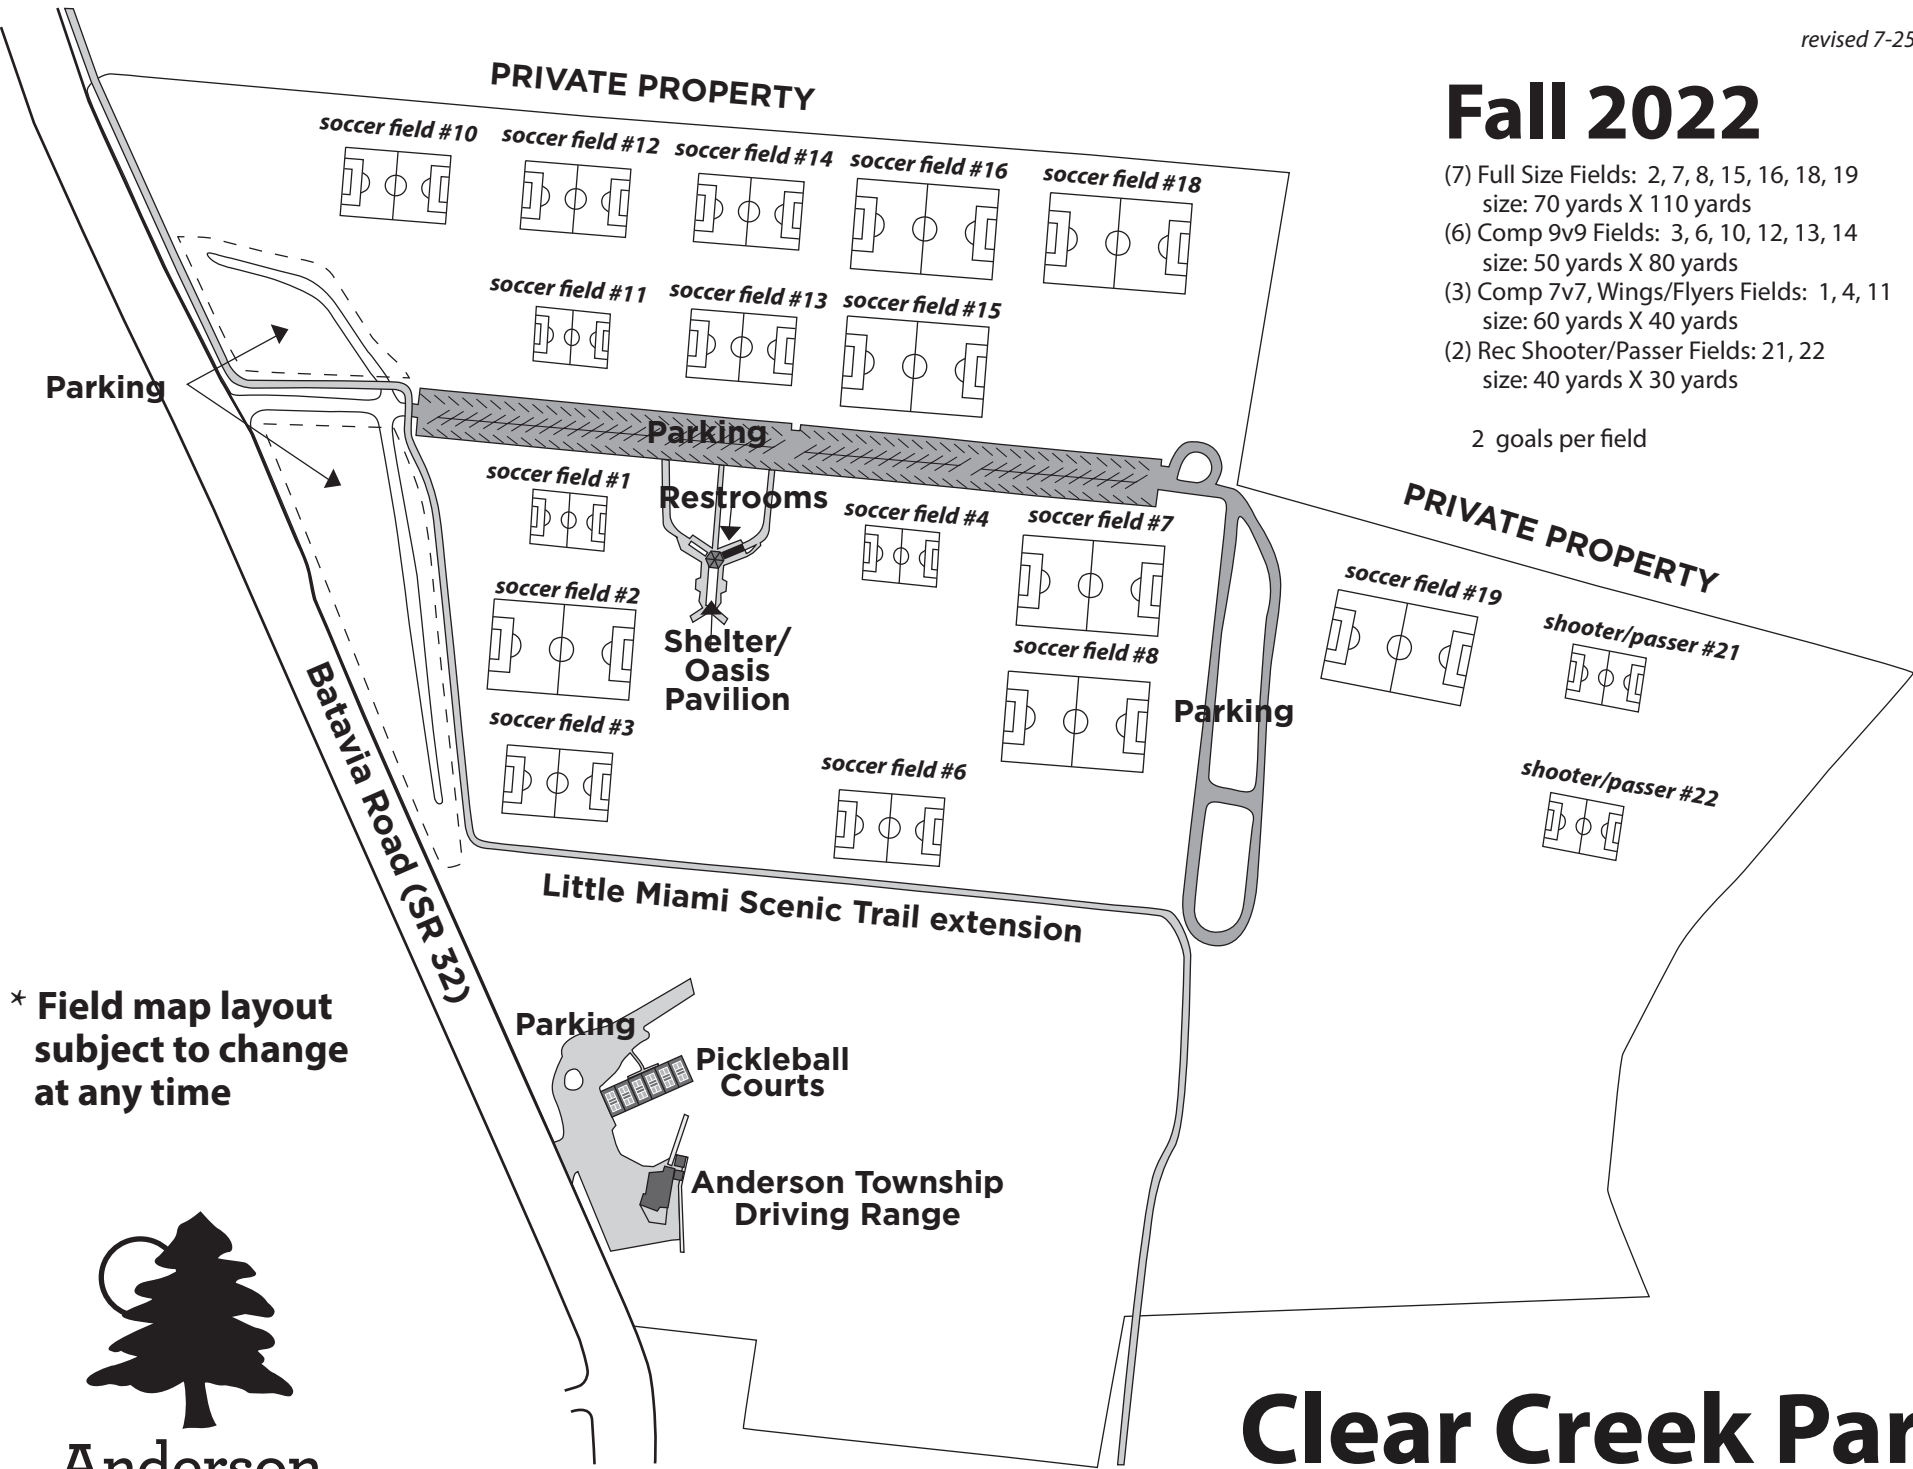 revised 7-25
Fall 2022
(7) Full Size Fields: 2, 7, 8, 15, 16, 18, 19
size: 70 yards X 110 yards
(6) Comp 9v9 Fields: 3, 6, 10, 12, 13, 14
size: 50 yards X 80 yards
(3) Comp 7v7, Wings/Flyers Fields: 1, 4, 11
size: 60 yards X 40 yards
(2) Rec Shooter/Passer Fields: 21, 22
size: 40 yards X 30 yards
2 goals per field
PRIVATE PROPERTY
soccer field #10
soccer field #12
soccer field #14
soccer field #16
soccer field #18
soccer field #11
soccer field #13
soccer field #15
Parking
Parking
soccer field #1
Restrooms
soccer field #4
soccer field #7
PRIVATE PROPERTY
soccer field #2
Shelter/
Oasis
Pavilion
soccer field #8
soccer field #19
shooter/passer #21
Parking
soccer field #3
soccer field #6
shooter/passer #22
Batavia Road (SR 32)
Little Miami Scenic Trail extension
* Field map layout
subject to change
at any time
Parking
Pickleball
Courts
Anderson Township
Driving Range
Anderson
Clear Creek Par